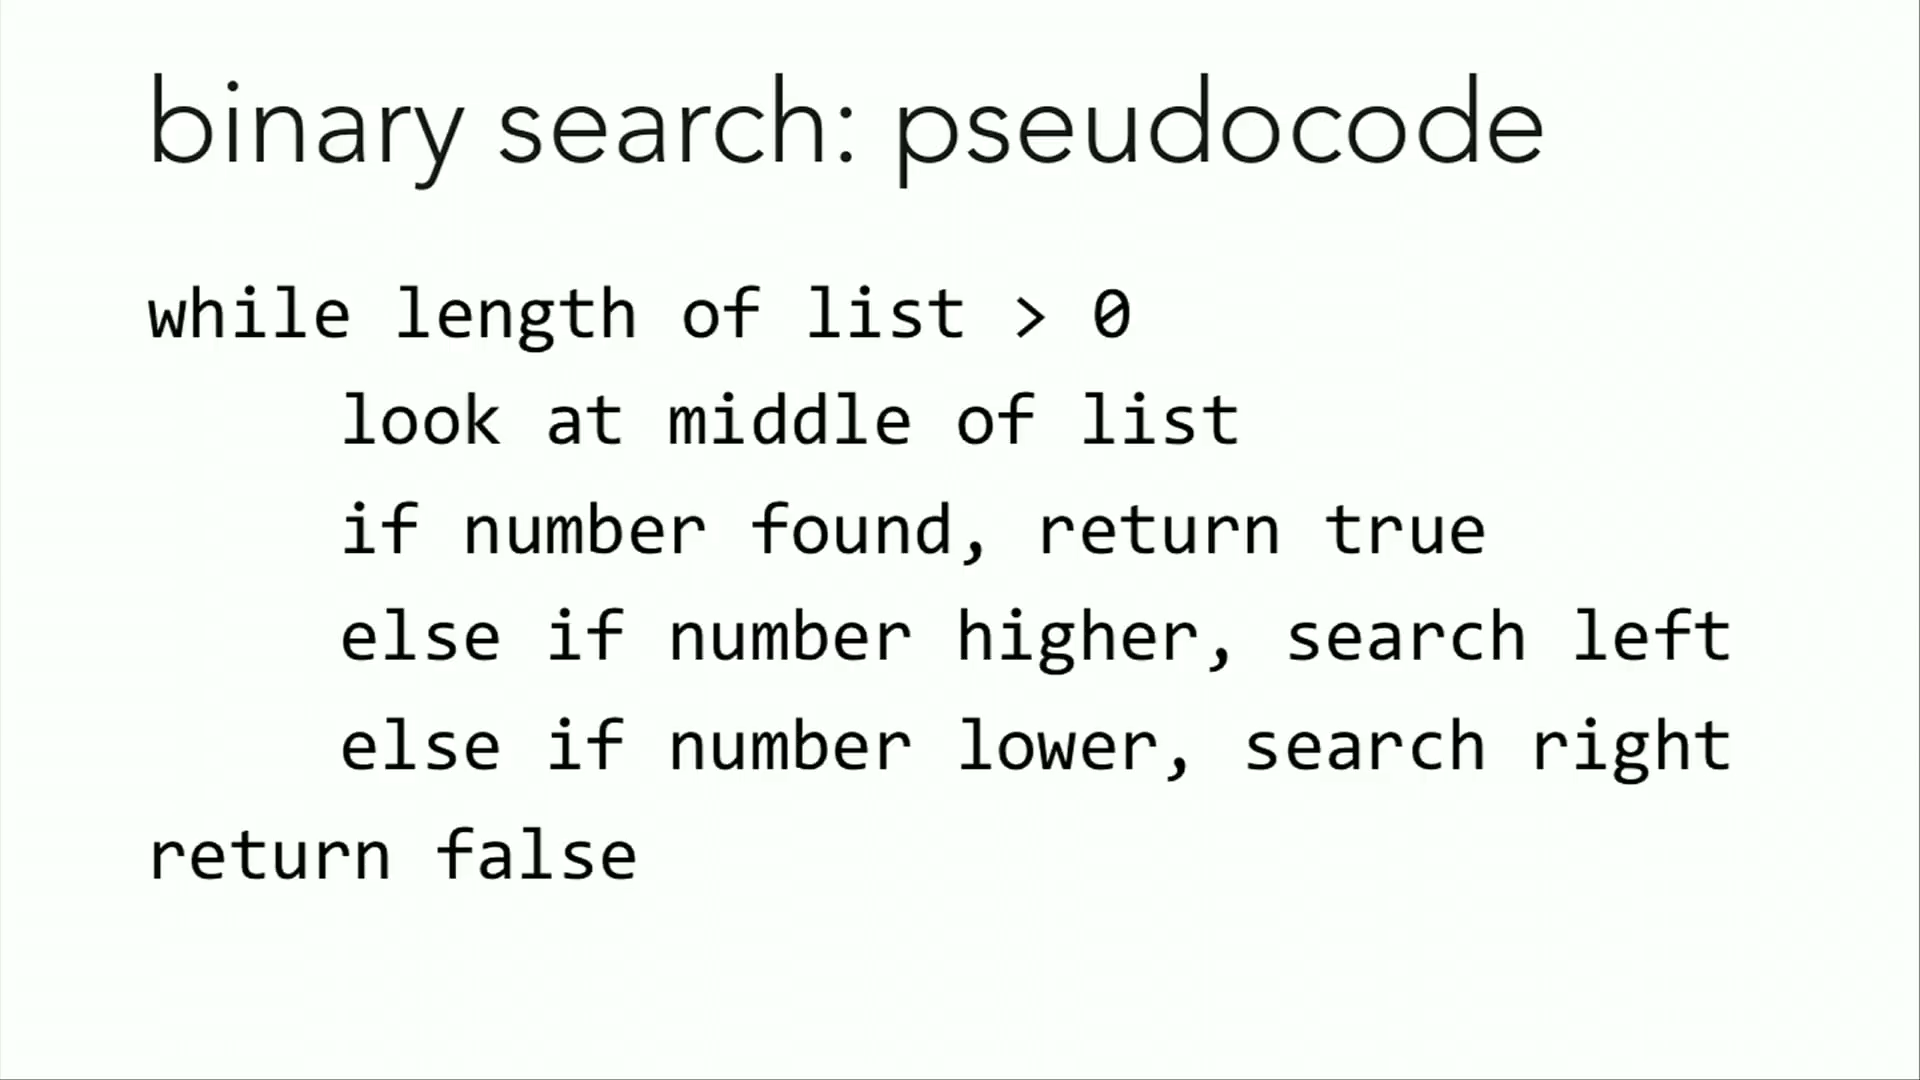 binary search: pseudocode
while length of list > 0
look at middle of list
if number found, return true
else if number higher, search left
else if number lower, search right
return false